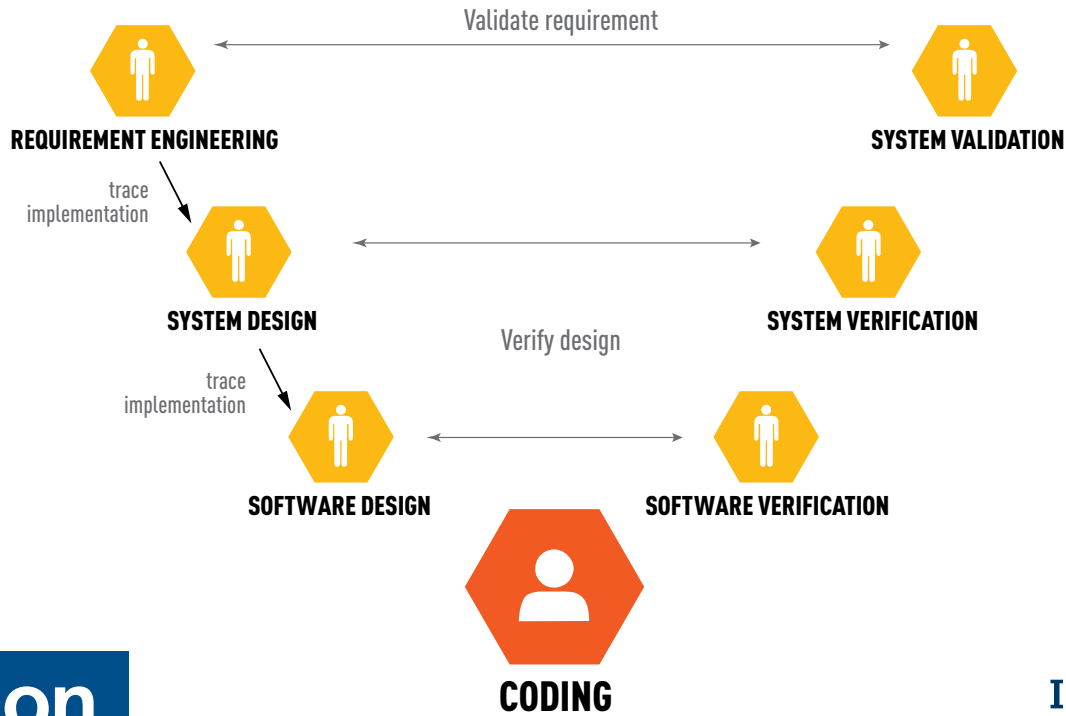 Validate requirement
REQUIREMENT ENGINEERING
SYSTEM VALIDATION
trace
implementation
SYSTEM DESIGN
SYSTEM VERIFICATION
Verify design
trace
implementation
SOFTWARE DESIGN
SOFTWARE VERIFICATION
CODING
on
I